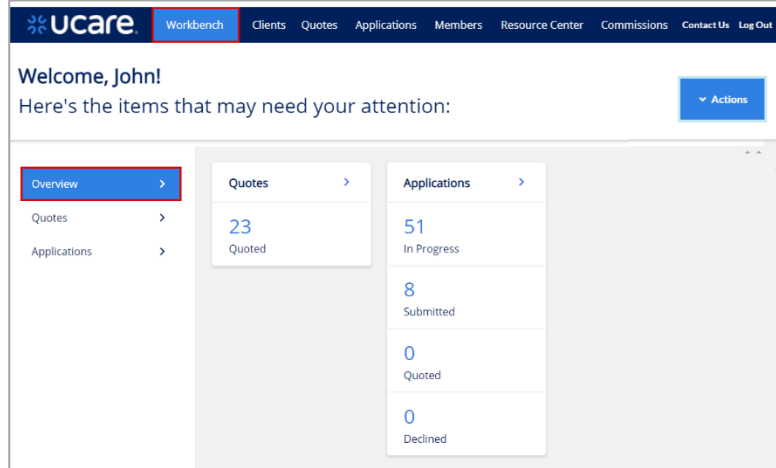 ucare. Workbench Clients Quotes Applications Members Resource Center Commissions Contact Us Log Out
Welcome, John!
Here's the items that may need your attention:
Actions
Overview
Quotes
Applications
Quotes
23
Quoted
Applications
51
In Progress
8
Submitted
0
Quoted
0
Declined